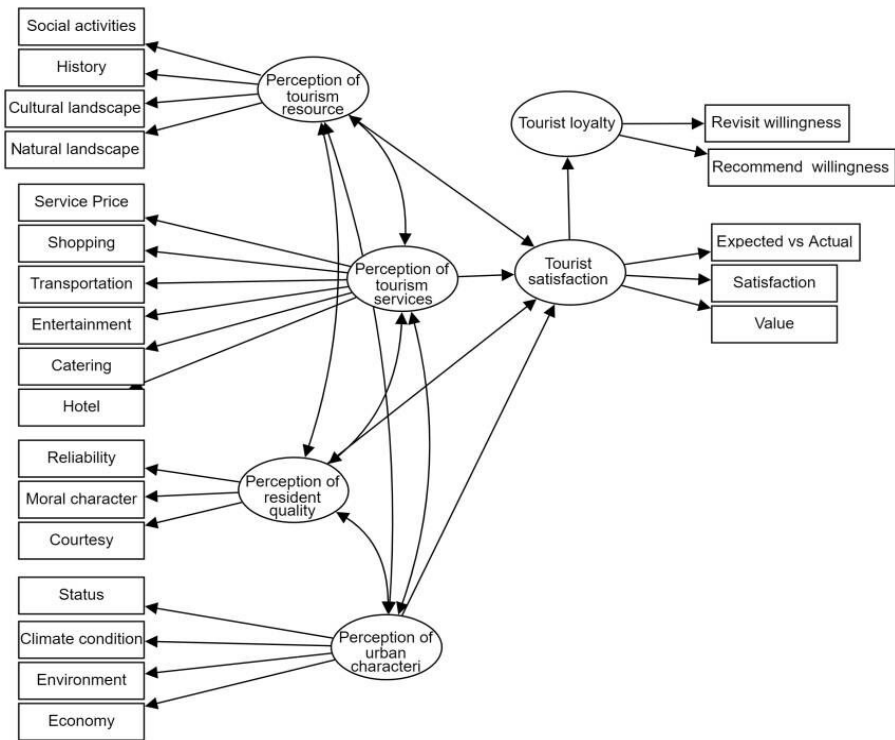 Social activities
History
Cultural landscape
Natural landscape
Perception of
tourism
resource
Tourist loyalty
Revisit willingness
Recommend willingness
Service Price
Shopping
Transportation
Entertainment
Catering
Hotel
Perception of
tourism
services
Tourist
satisfaction
Expected vs Actual
Satisfaction
Value
Reliability
Moral character
Courtesy
Perception of
resident
quality
Status
Climate condition
Environment
Economy
Perception of
urban
characteri